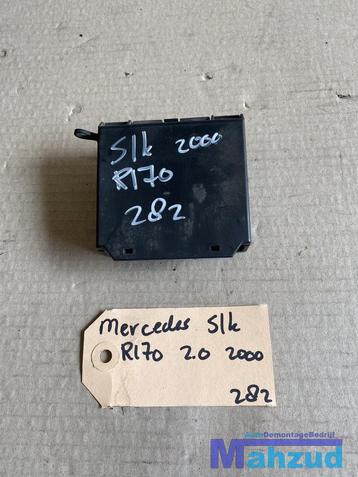 Slk 2000
R170
282
Mercedes Slk
R170 2.0 2000
282
AutoDemontageBedrijf
Mahzud